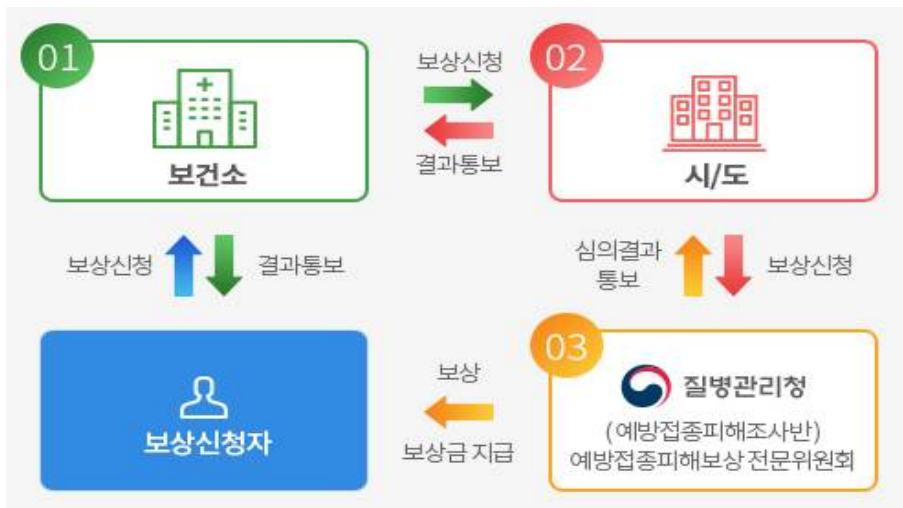 01
보건소
보상신청
결과통보
02
시/도
보상신청
결과통보
심의결과
통보
보상신청
보상신청자
보상
보상금 지급
03
질병관리청
(예방접종피해조사반)
예방접종피해보상 전문위원회